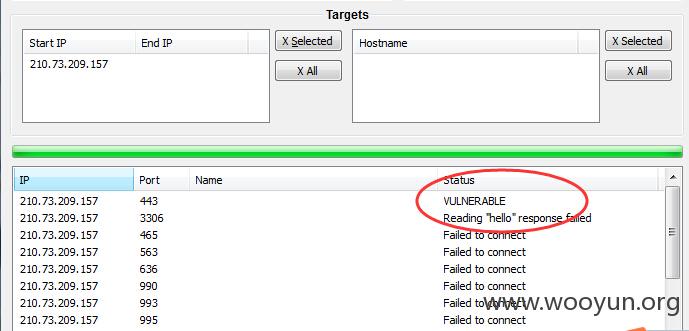 Targets
Start IP End IP
210.73.209.157
X Selected
X All
Hostname
X Selected
X All
IP Port Name Status
210.73.209.157 443 VULNERABLE
210.73.209.157 3306 Reading "hello" response failed
210.73.209.157 465 Failed to connect
210.73.209.157 563 Failed to connect
210.73.209.157 636 Failed to connect
210.73.209.157 990 Failed to connect
210.73.209.157 993 Failed to connect
210.73.209.157 995 Failed to connect
www.wooyun.org